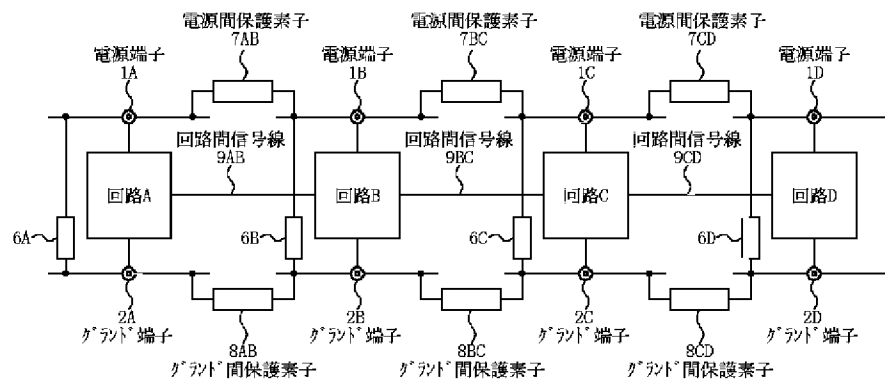 電源間保護素子
7AB
電源間保護素子
7BC
電源間保護素子
7CD
電源端子
1A
電源端子
1B
電源端子
1C
電源端子
1D
回路間信号線
9AB
回路間信号線
9BC
回路間信号線
9CD
回路A
回路B
回路C
回路D
6A
6B
6C
6D
2A
グランド端子
2B
グランド端子
2C
グランド端子
2D
グランド端子
8AB
グランド間保護素子
8BC
グランド間保護素子
8CD
グランド間保護素子